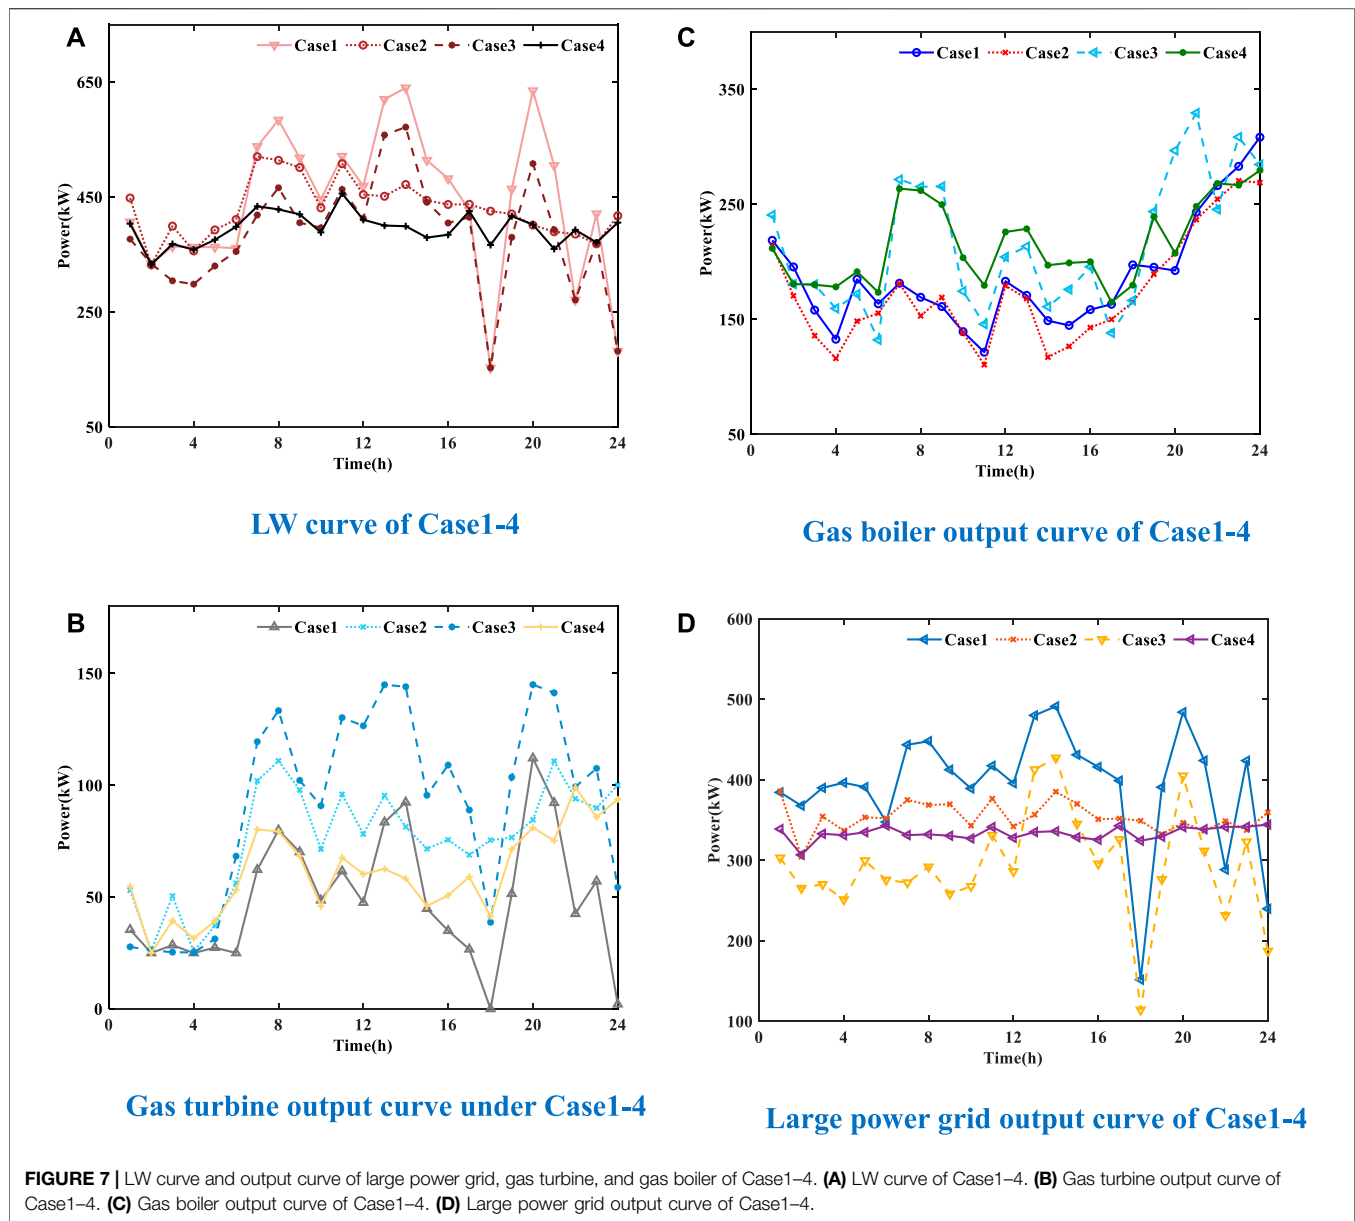 A
Case1 Case2 Case3 Case4
650
450
250
50
Power(kW)
0 4 8 12 16 20 24
Time(h)
LW curve of Case1-4
C
Case1 Case2 Case3 Case4
350
250
150
50
Power(kW)
0 4 8 12 16 20 24
Time(h)
Gas boiler output curve of Case1-4
B
Case1 Case2 Case3 Case4
150
100
50
0
Power(kW)
0 4 8 12 16 20 24
Time(h)
Gas turbine output curve under Case1-4
D
Case1 Case2 Case3 Case4
600
500
400
300
200
100
Power(kW)
0 4 8 12 16 20 24
Time(h)
Large power grid output curve of Case1-4
FIGURE 7 | LW curve and output curve of large power grid, gas turbine, and gas boiler of Case1–4. (A) LW curve of Case1–4. (B) Gas turbine output curve of
Case1–4. (C) Gas boiler output curve of Case1–4. (D) Large power grid output curve of Case1–4.